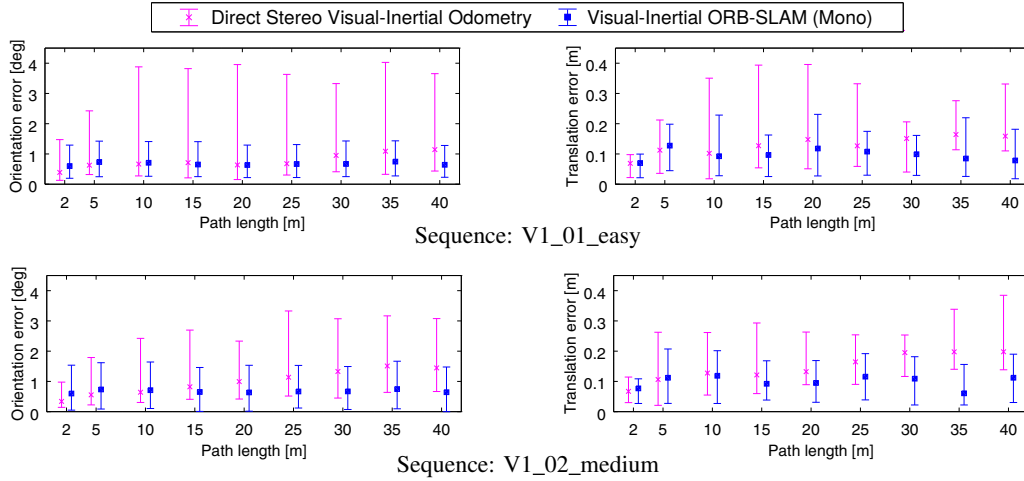 Direct Stereo Visual-Inertial Odometry Visual-Inertial ORB-SLAM (Mono)
Orientation error [deg]
4
3
2
1
0
2 5 10 15 20 25 30 35 40
Path length [m]
Translation error [m]
0.4
0.3
0.2
0.1
0
2 5 10 15 20 25 30 35 40
Path length [m]
Sequence: V1_01_easy
Orientation error [deg]
4
3
2
1
0
2 5 10 15 20 25 30 35 40
Path length [m]
Translation error [m]
0.4
0.3
0.2
0.1
0
2 5 10 15 20 25 30 35 40
Path length [m]
Sequence: V1_02_medium